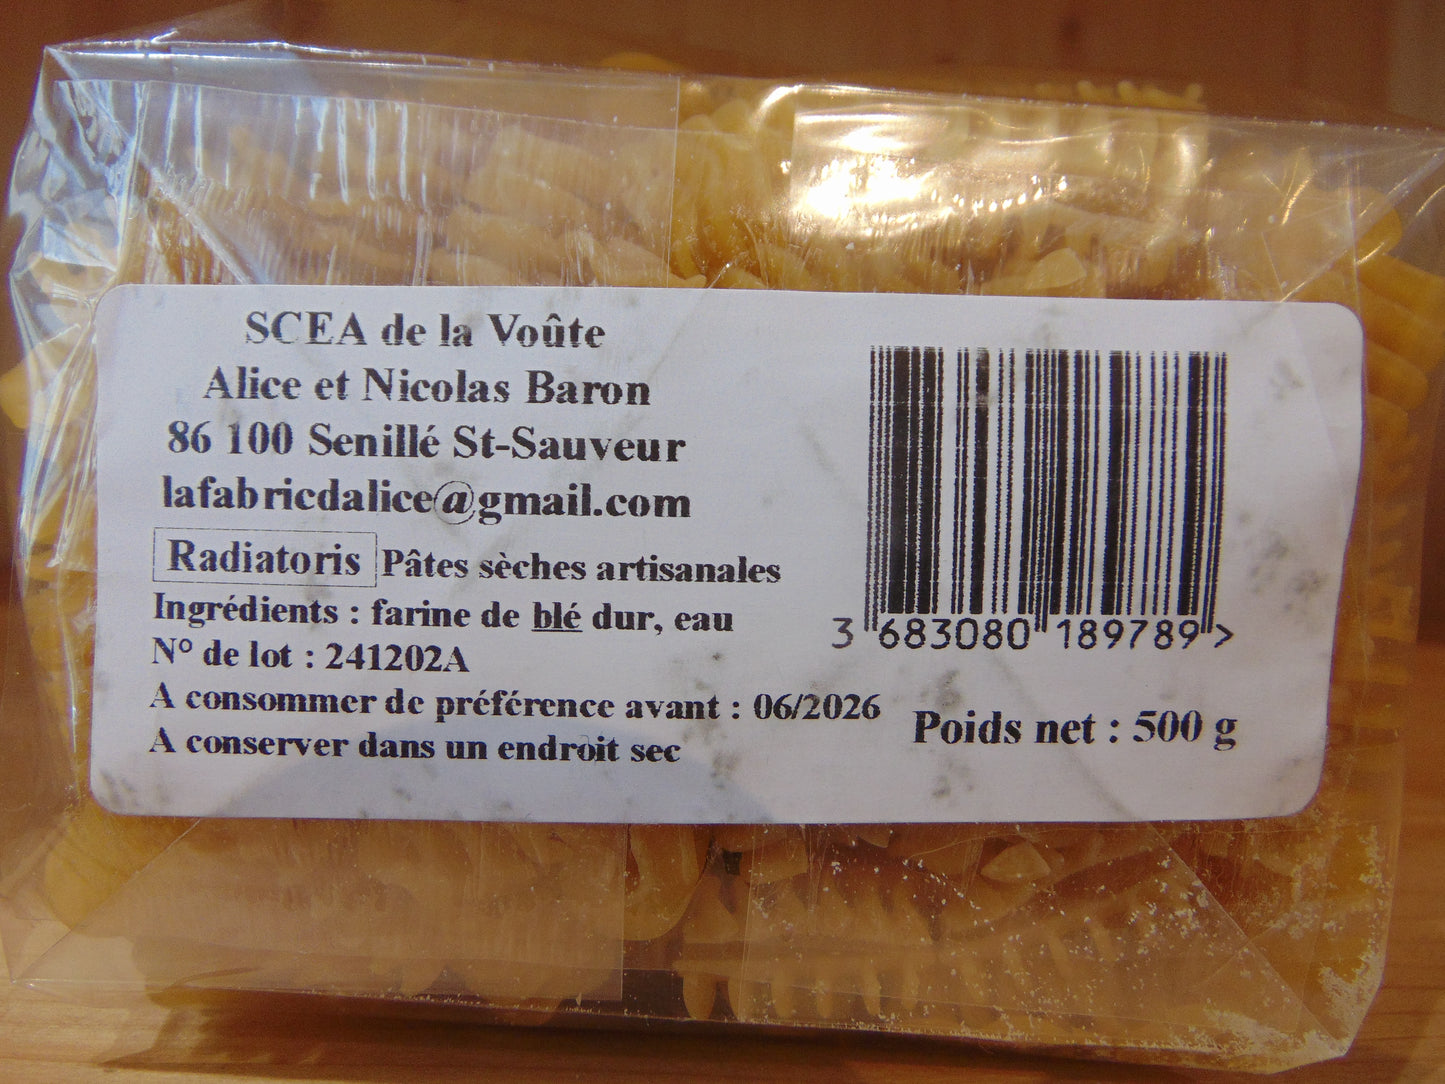 SCEA de la Voûte
Alice et Nicolas Baron
86 100 Senillé St-Sauveur
lafabricdalice@gmail.com
Radiatoris Pâtes sèches artisanales
Ingrédients : farine de blé dur, eau
N° de lot : 241202A
A consommer de préférence avant : 06/2026
A conserver dans un endroit sec
3 683080 189789 >
Poids net : 500 g